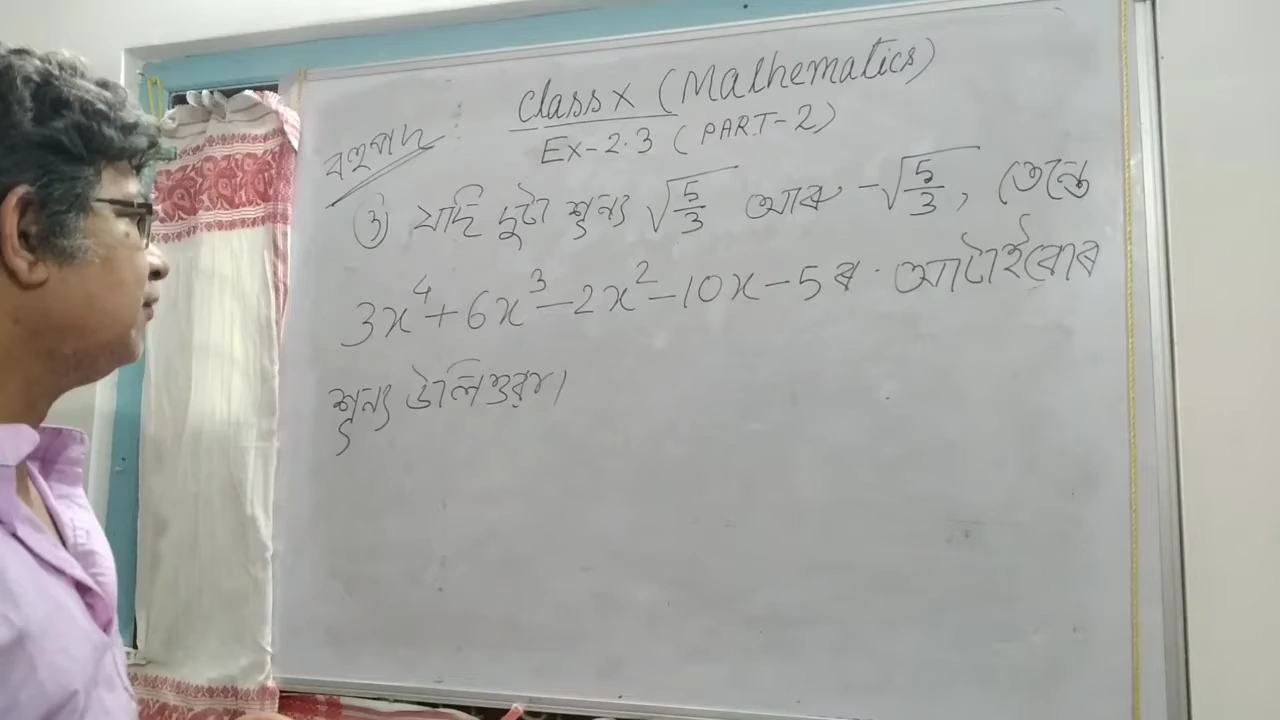 Class X (Mathematics)
Ex-2.3 (PART-2)
বহুপদ :
③ যদি দুটা শূন্য √5/3 আৰু -√5/3, তেন্তে
3x⁴+6x³-2x²-10x-5ৰ আটাইবোৰ
শূন্য উলিওৱা।